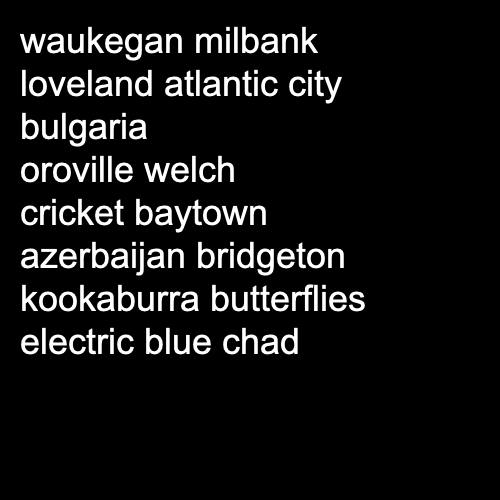 waukegan milbank
loveland atlantic city
bulgaria
oroville welch
cricket baytown
azerbaijan bridgeton
kookaburra butterflies
electric blue chad